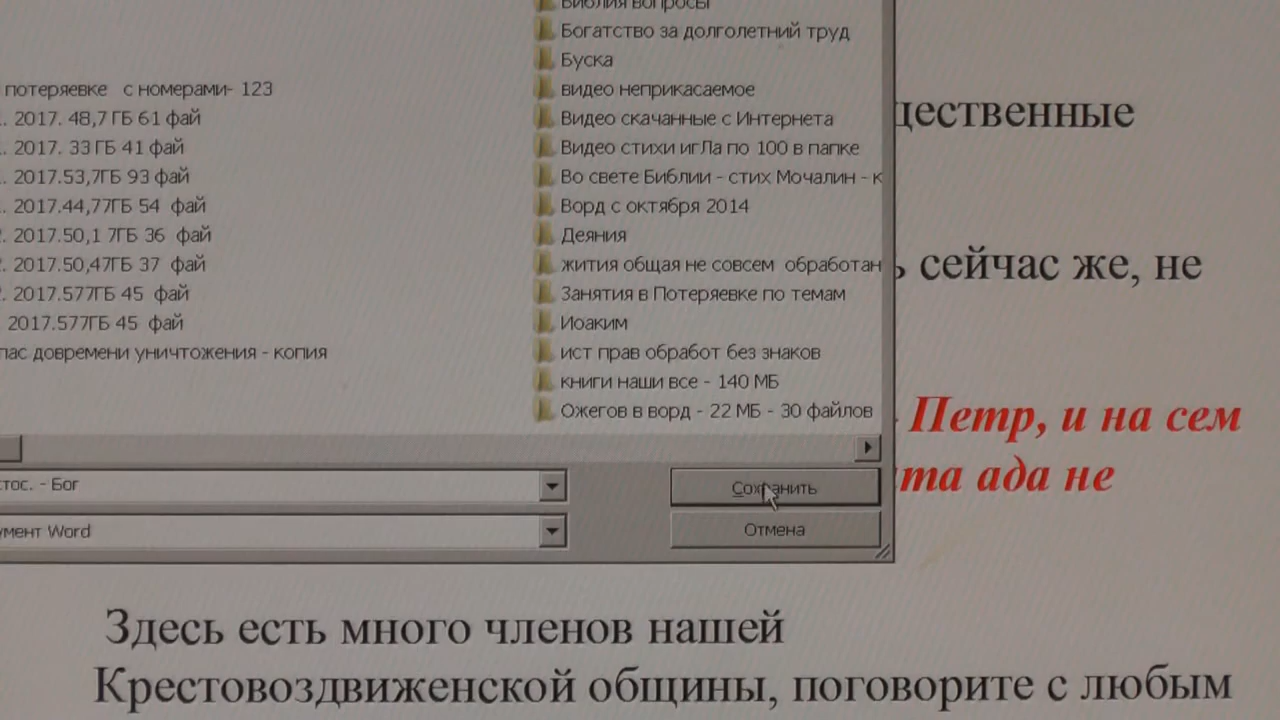 Библия вопросы
Богатство за долголетний труд
Буска
видео неприкасаемое
Видео скачанные с Интернета
Видео стихи игЛа по 100 в папке
Во свете Библии - стих Мочалин - к
Ворд с октября 2014
Деяния
жития общая не совсем обработан
Занятия в Потеряевке по темам
Иоаким
ист прав обработ без знаков
книги наши все - 140 МБ
Ожегов в ворд - 22 МБ - 30 файлов
потеряевке с номерами- 123
. 2017. 48,7 ГБ 61 фай
. 2017. 33 ГБ 41 фай
. 2017.53,7ГБ 93 фай
. 2017.44,77ГБ 54 фай
. 2017.50,1 7ГБ 36 фай
. 2017.50,47ГБ 37 фай
. 2017.577ГБ 45 фай
2017.577ГБ 45 фай
пас довремени уничтожения - копия
тос. - Бог
Сохранить
умент Word
Отмена
дественные
ь сейчас же, не
Петр, и на сем
та ада не
Здесь есть много членов нашей
Крестовоздвиженской общины, поговорите с любым